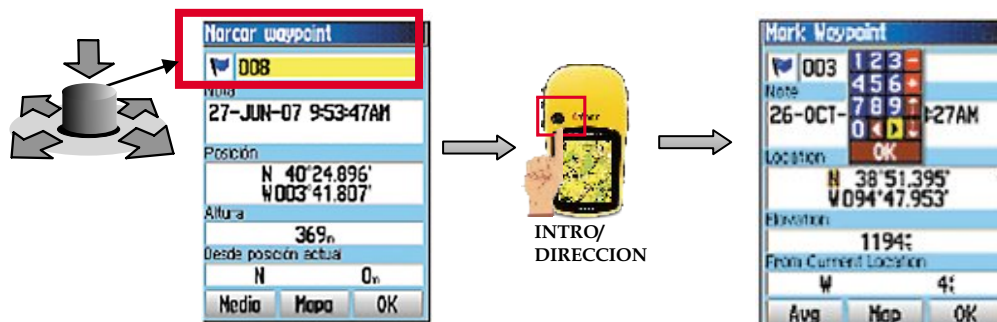 Marcar waypoint
008
Nota
27-JUN-07 9:53:47AM
Posición
N 40°24.896'
W003°41.807'
Altura
369m
Desde posición actual
N 0m
Media Mapa OK
INTRO/
DIRECCION
Mark Waypoint
003
1 2 3 -
4 5 6 +
7 8 9
0
OK
Note
26-OCT- :27AM
Location
N 38°51.395'
W094°47.953'
Elevation
1194
From Current Location
W 4
Avg Map OK